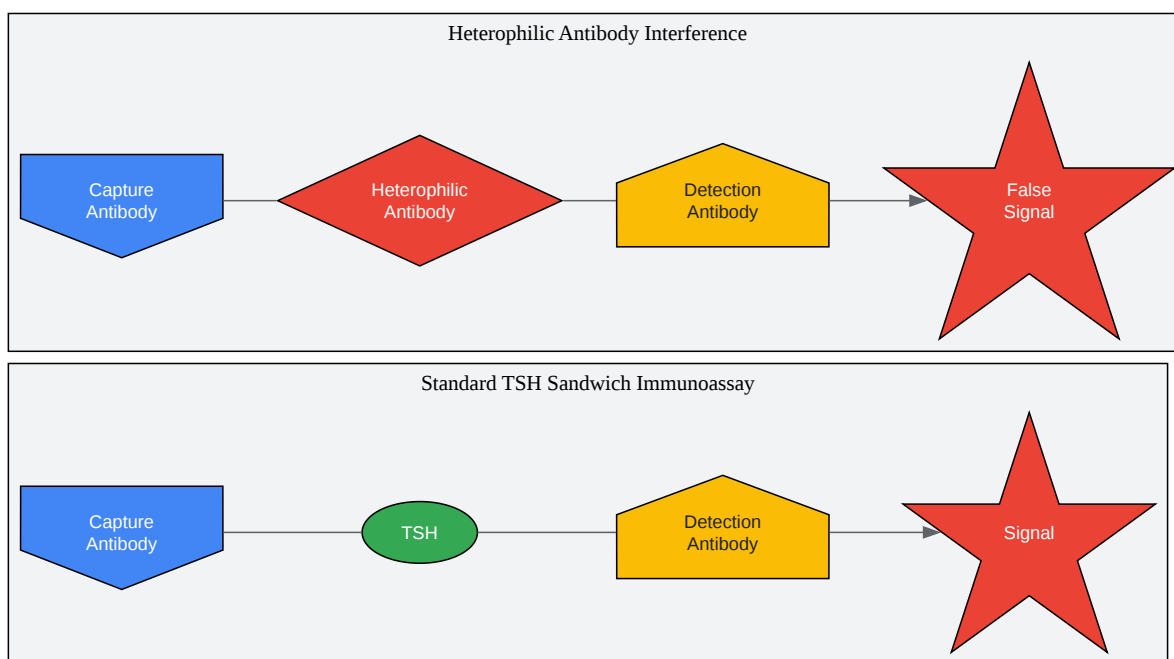 Heterophilic Antibody Interference
Capture
Antibody
Heterophilic
Antibody
Detection
Antibody
False
Signal
Standard TSH Sandwich Immunoassay
Capture
Antibody
TSH
Detection
Antibody
Signal